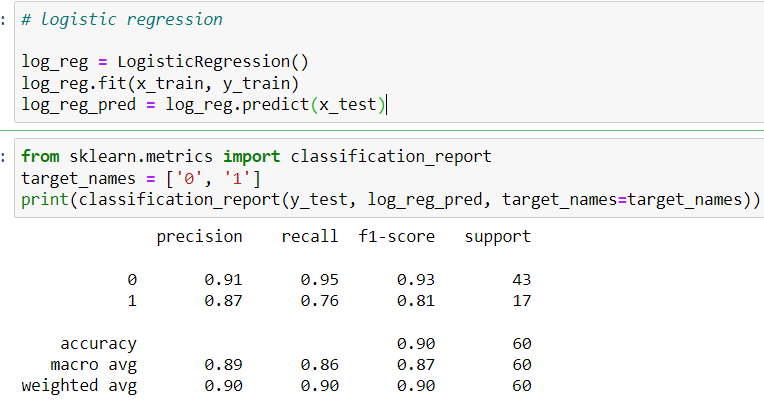 : # logistic regression
log_reg = LogisticRegression()
log_reg.fit(x_train, y_train)
log_reg_pred = log_reg.predict(x_test)
: from sklearn.metrics import classification_report
target_names = ['0', '1']
print(classification_report(y_test, log_reg_pred, target_names=target_names))
precision recall f1-score support
0 0.91 0.95 0.93 43
1 0.87 0.76 0.81 17
accuracy 0.90 60
macro avg 0.89 0.86 0.87 60
weighted avg 0.90 0.90 0.90 60